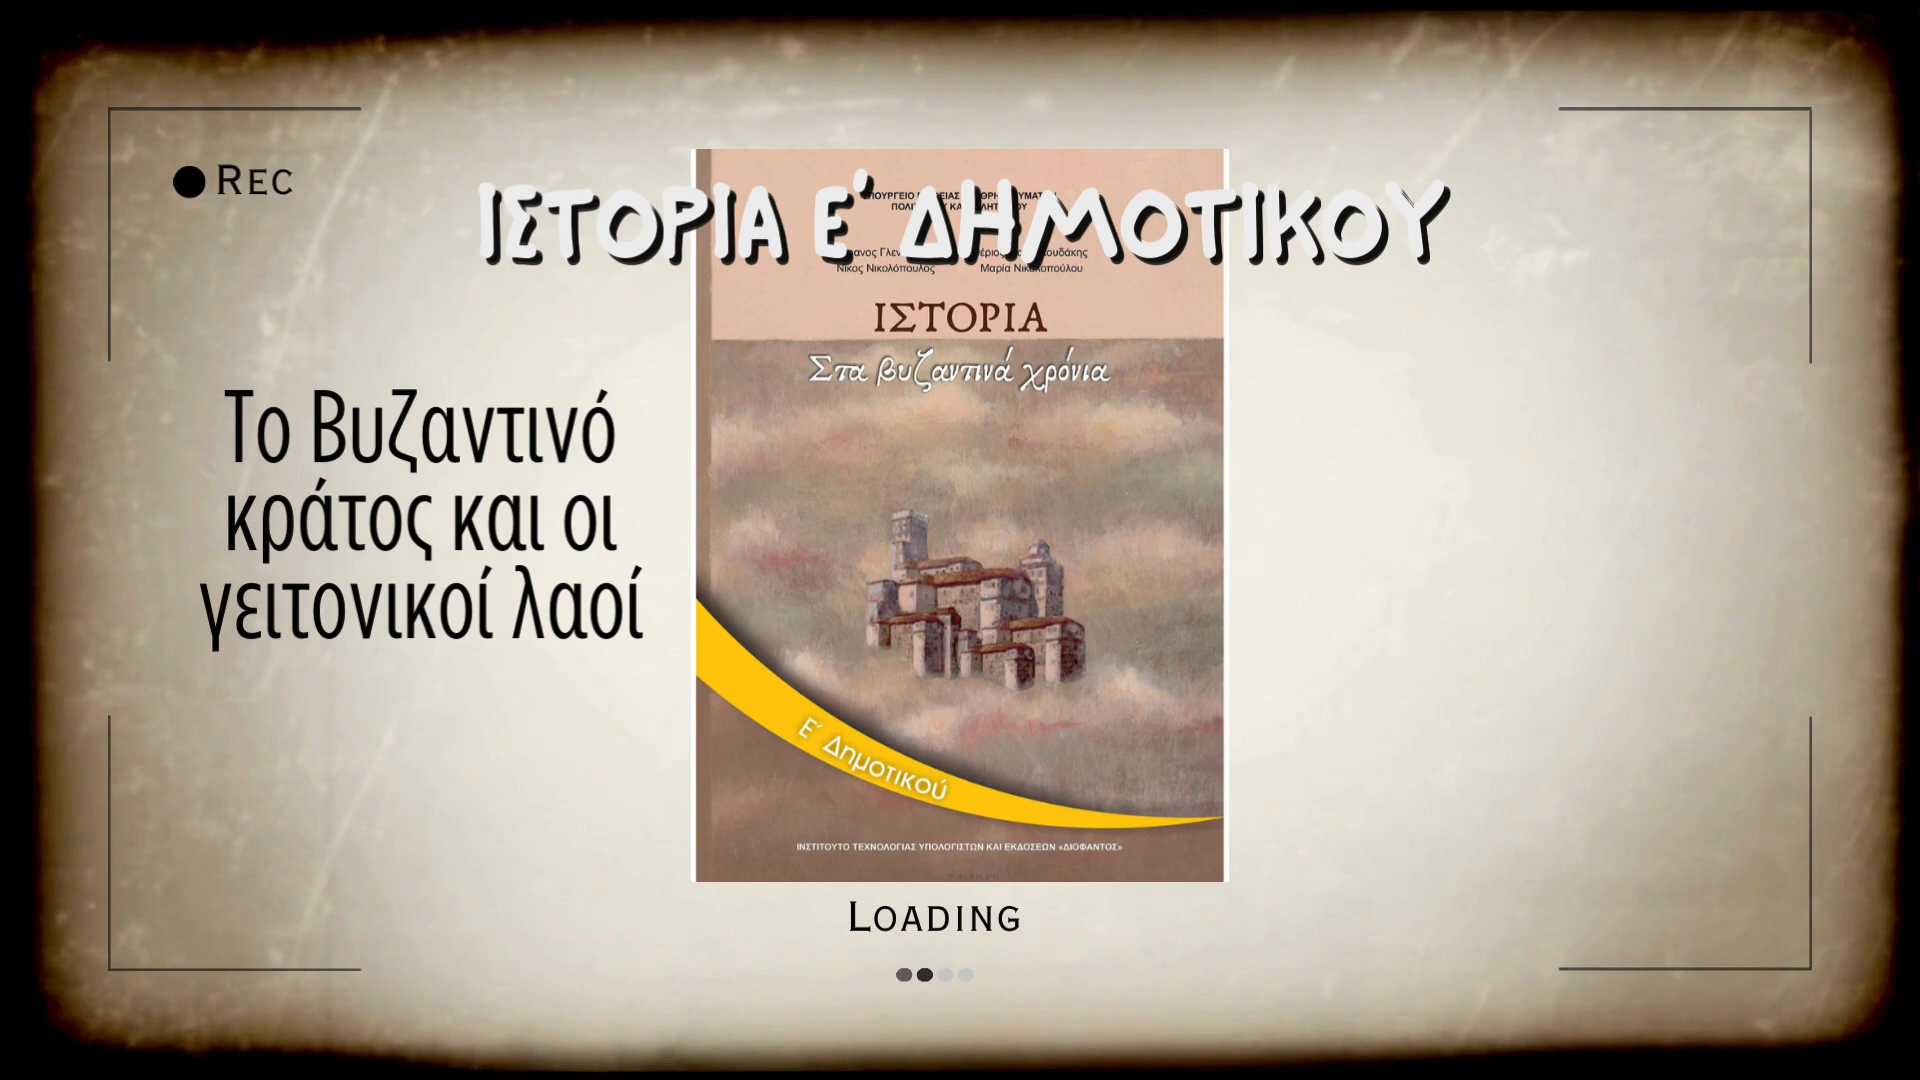 Rec
ΙΣΤΟΡΙΑ Ε΄ ΔΗΜΟΤΙΚΟΥ
Νίκος Νικολόπουλος Μαρία Νικολοπούλου
ΙΣΤΟΡΙΑ
Στα βυζαντινά χρόνια
Το Βυζαντινό
κράτος και οι
γειτονικοί λαοί
Ε΄ Δημοτικού
ΙΝΣΤΙΤΟΥΤΟ ΤΕΧΝΟΛΟΓΙΑΣ ΥΠΟΛΟΓΙΣΤΩΝ ΚΑΙ ΕΚΔΟΣΕΩΝ «ΔΙΟΦΑΝΤΟΣ»
Loading